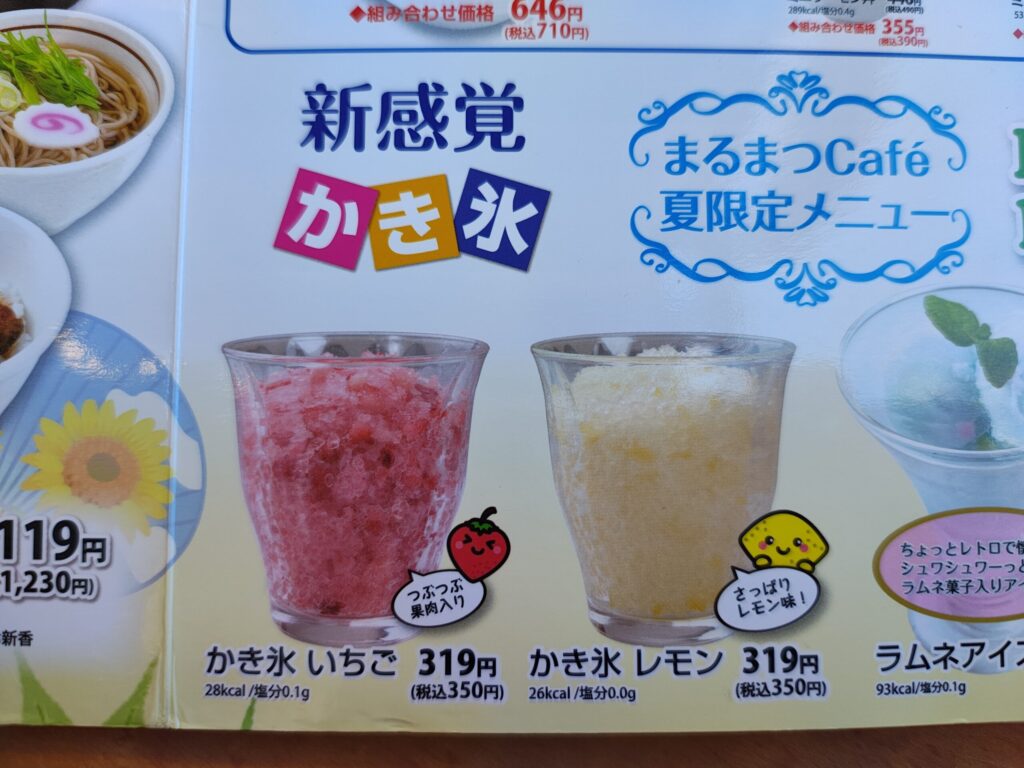 ◆組み合わせ価格 646円
(税込710円)
289kcal/塩分0.4g
◆組み合わせ価格 355円
(税込390円)
新感覚
かき氷
まるまつCafé
夏限定メニュー
119円
1,230円)
新香
つぶつぶ
果肉入り
さっぱり
レモン味!
ちょっとレトロで
シュワシュワーっと
ラムネ菓子入りアイ
かき氷 いちご 319円
28kcal/塩分0.1g (税込350円)
かき氷 レモン 319円
26kcal/塩分0.0g (税込350円)
ラムネアイス
93kcal/塩分0.1g